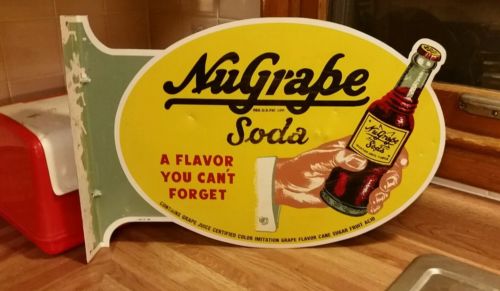 NuGrape
Soda
A FLAVOR
YOU CAN'T
FORGET
NuGrape
Soda
CONTAINS GRAPE JUICE CERTIFIED COLOR IMITATION GRAPE FLAVOR CANE SUGAR FRUIT ACID